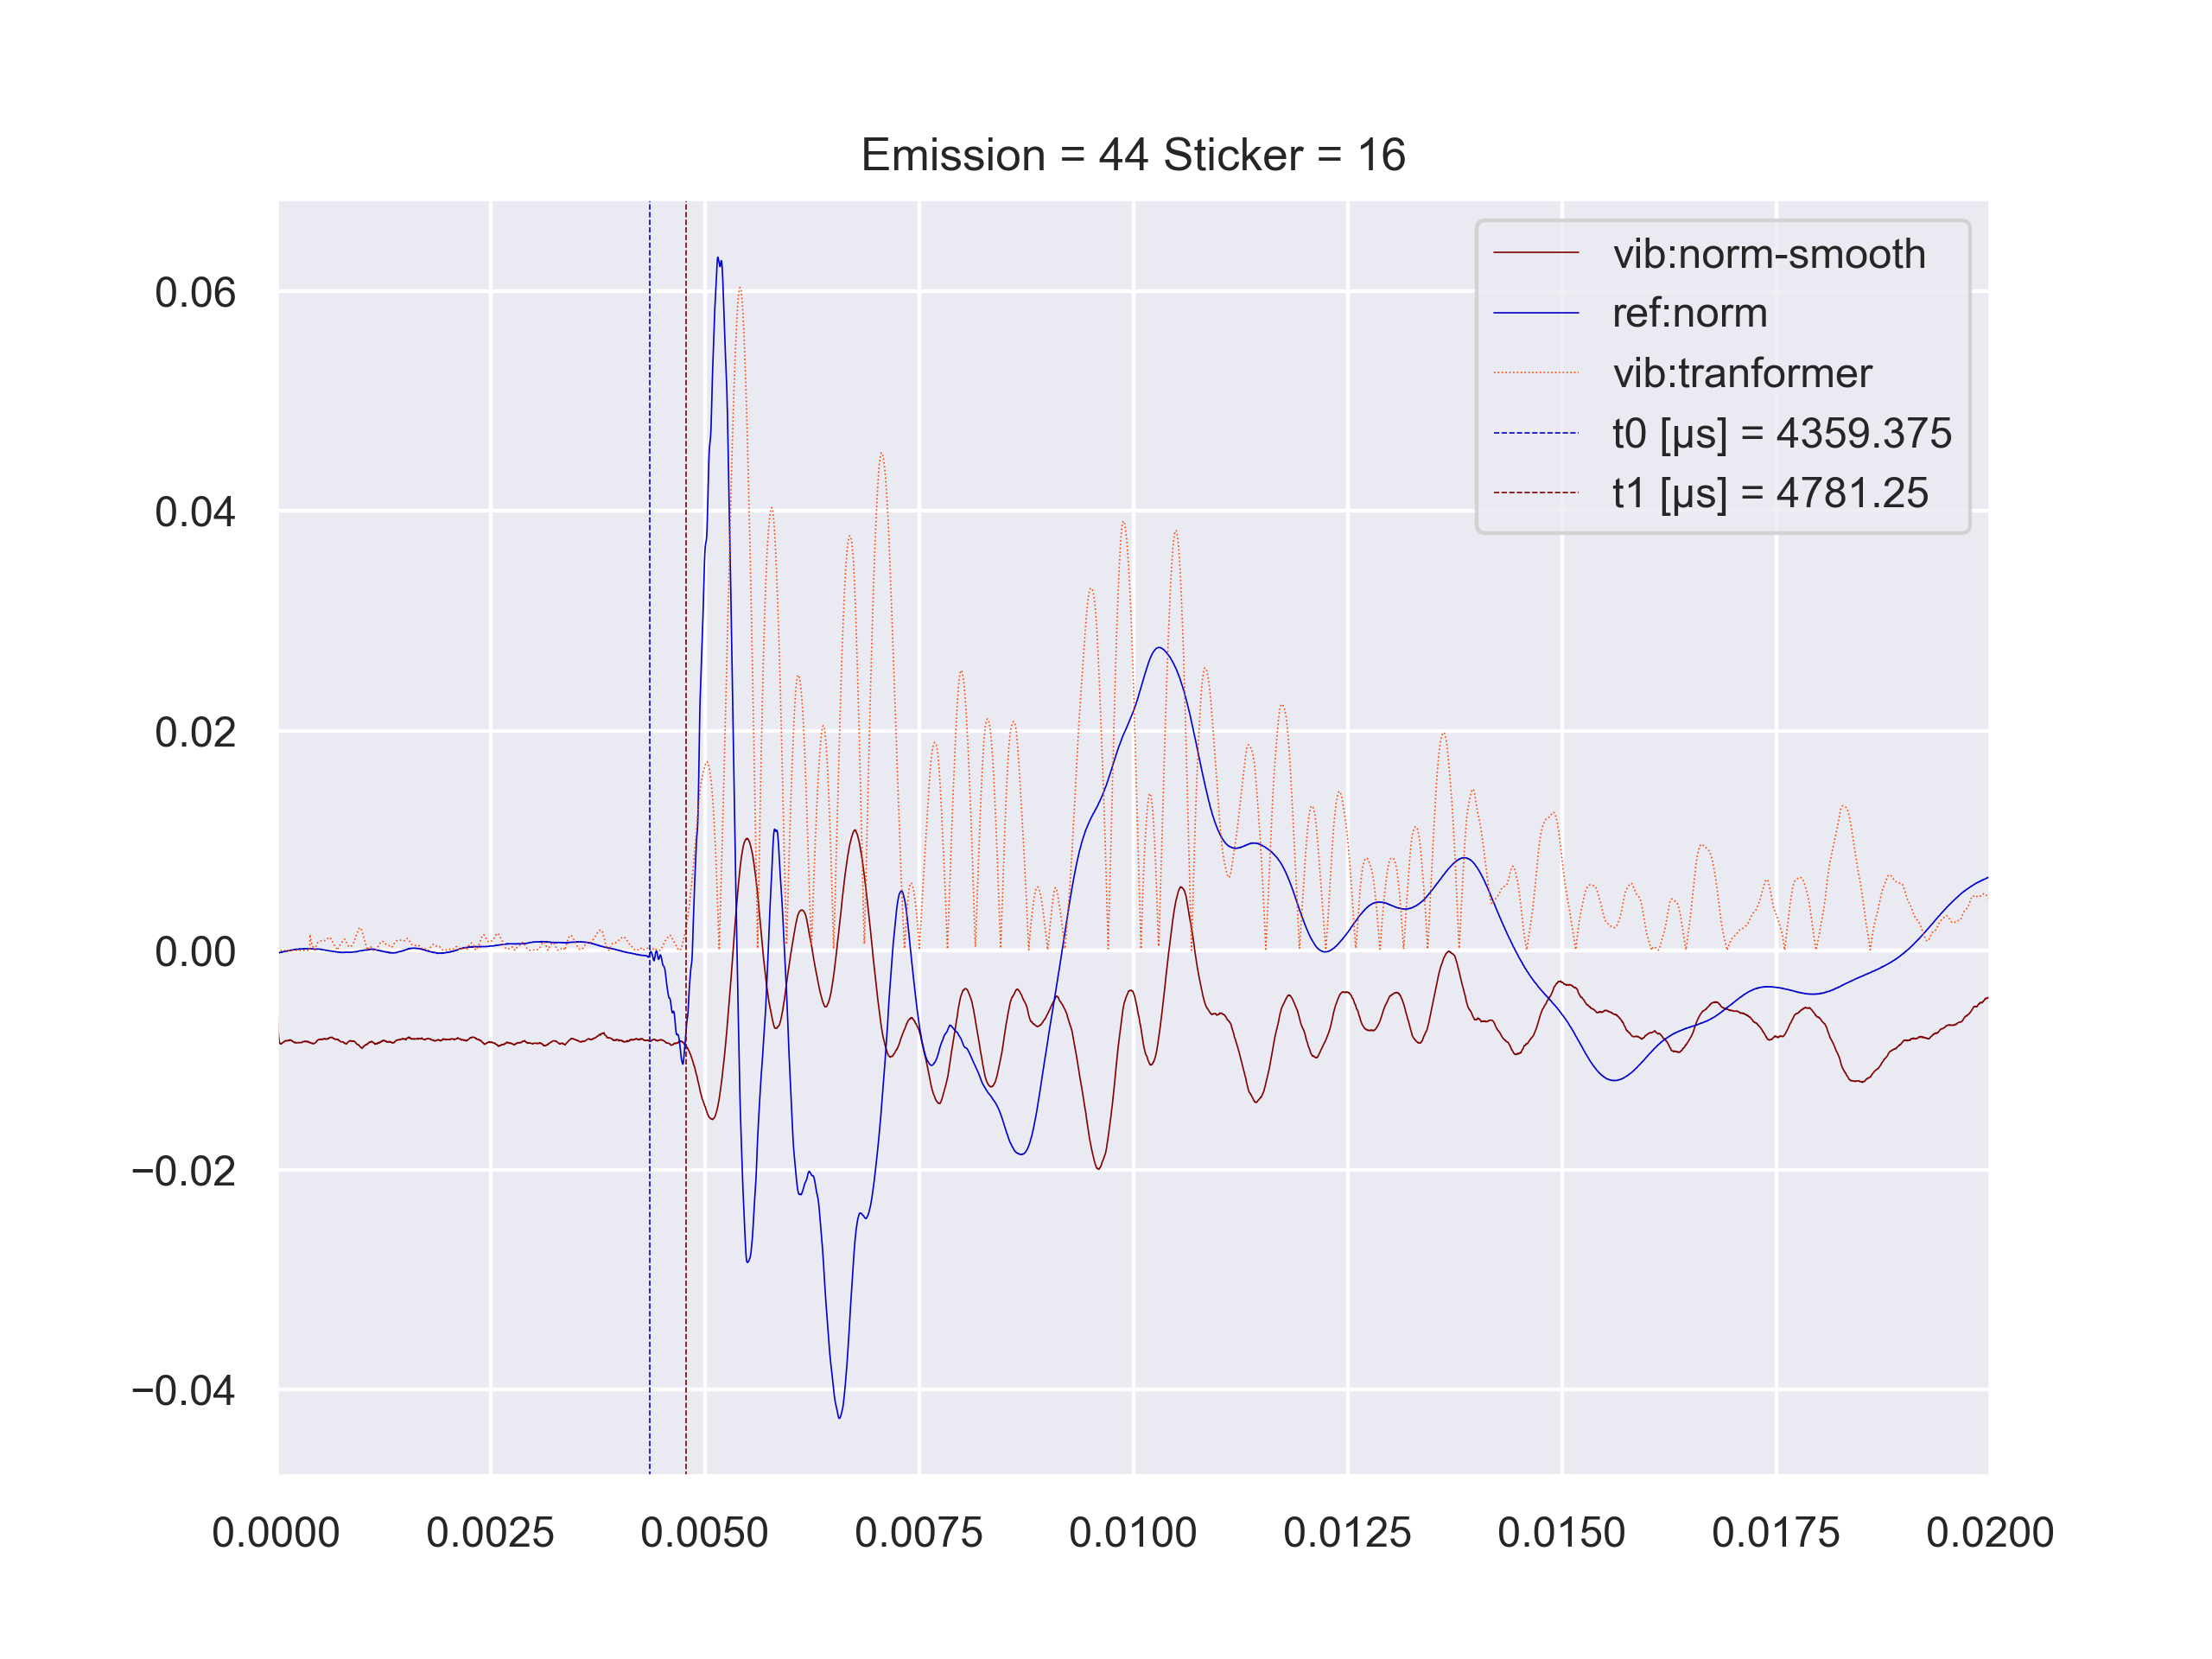 Emission = 44 Sticker = 16
vib:norm-smooth
ref:norm
vib:tranformer
t0 [µs] = 4359.375
t1 [µs] = 4781.25
0.06
0.04
0.02
0.00
−0.02
−0.04
0.0000 0.0025 0.0050 0.0075 0.0100 0.0125 0.0150 0.0175 0.0200